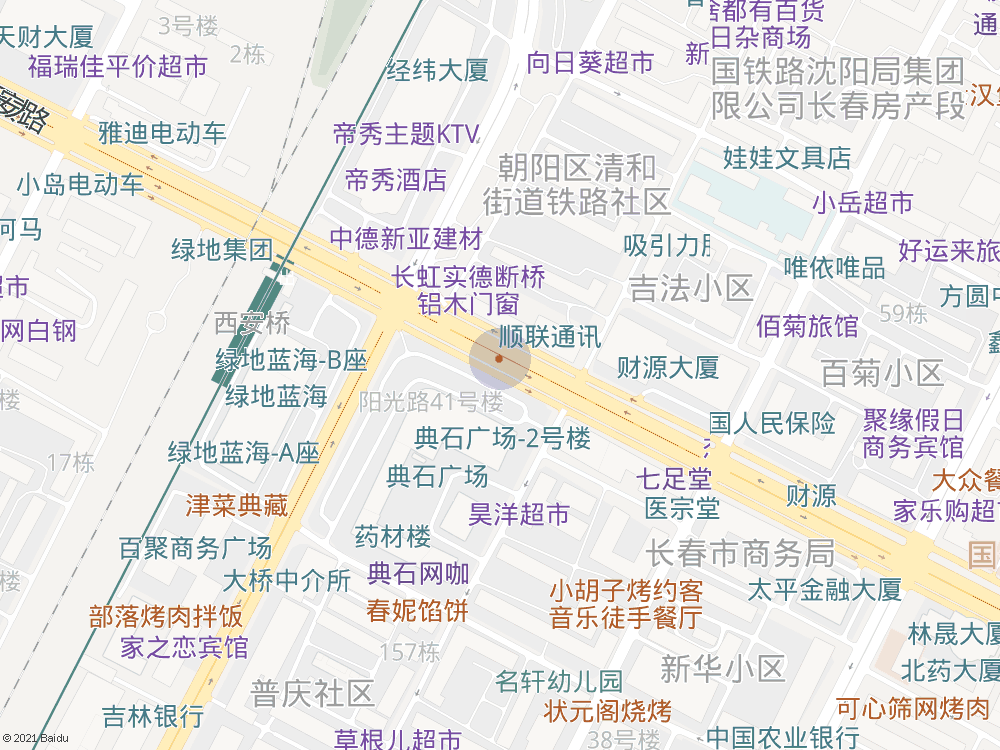 啥都有百货
日杂商场
3号楼
天财大厦
2栋
新
通
福瑞佳平价超市
经纬大厦
向日葵超市
国铁路沈阳局集团
限公司长春房产段
汉堡
安路
雅迪电动车
帝秀主题KTV
娃娃文具店
朝阳区清和
街道铁路社区
小岛电动车
帝秀酒店
小岳超市
河马
绿地集团
中德新亚建材
吸引力
好运来旅
长虹实德断桥
铝木门窗
唯依唯品
吉法小区
超市
方圆中
59栋
网白钢
西安桥
顺联通讯
佰菊旅馆
鑫
绿地蓝海-B座
财源大厦
百菊小区
绿地蓝海
阳光路41号楼
楼
国人民保险
聚缘假日
商务宾馆
典石广场-2号楼
绿地蓝海-A座
17栋
典石广场
七足堂
大众餐
津菜典藏
医宗堂
财源
家乐购超市
昊洋超市
药材楼
百聚商务广场
长春市商务局
国
典石网咖
大桥中介所
楼
小胡子烤约客
音乐徒手餐厅
太平金融大厦
春妮馅饼
部落烤肉拌饭
林晟大厦
家之恋宾馆
157栋
新华小区
北药大厦
名轩幼儿园
普庆社区
状元阁烧烤
可心筛网烤肉
吉林银行
草根儿超市
38号楼
中国农业银行
© 2021 Baidu